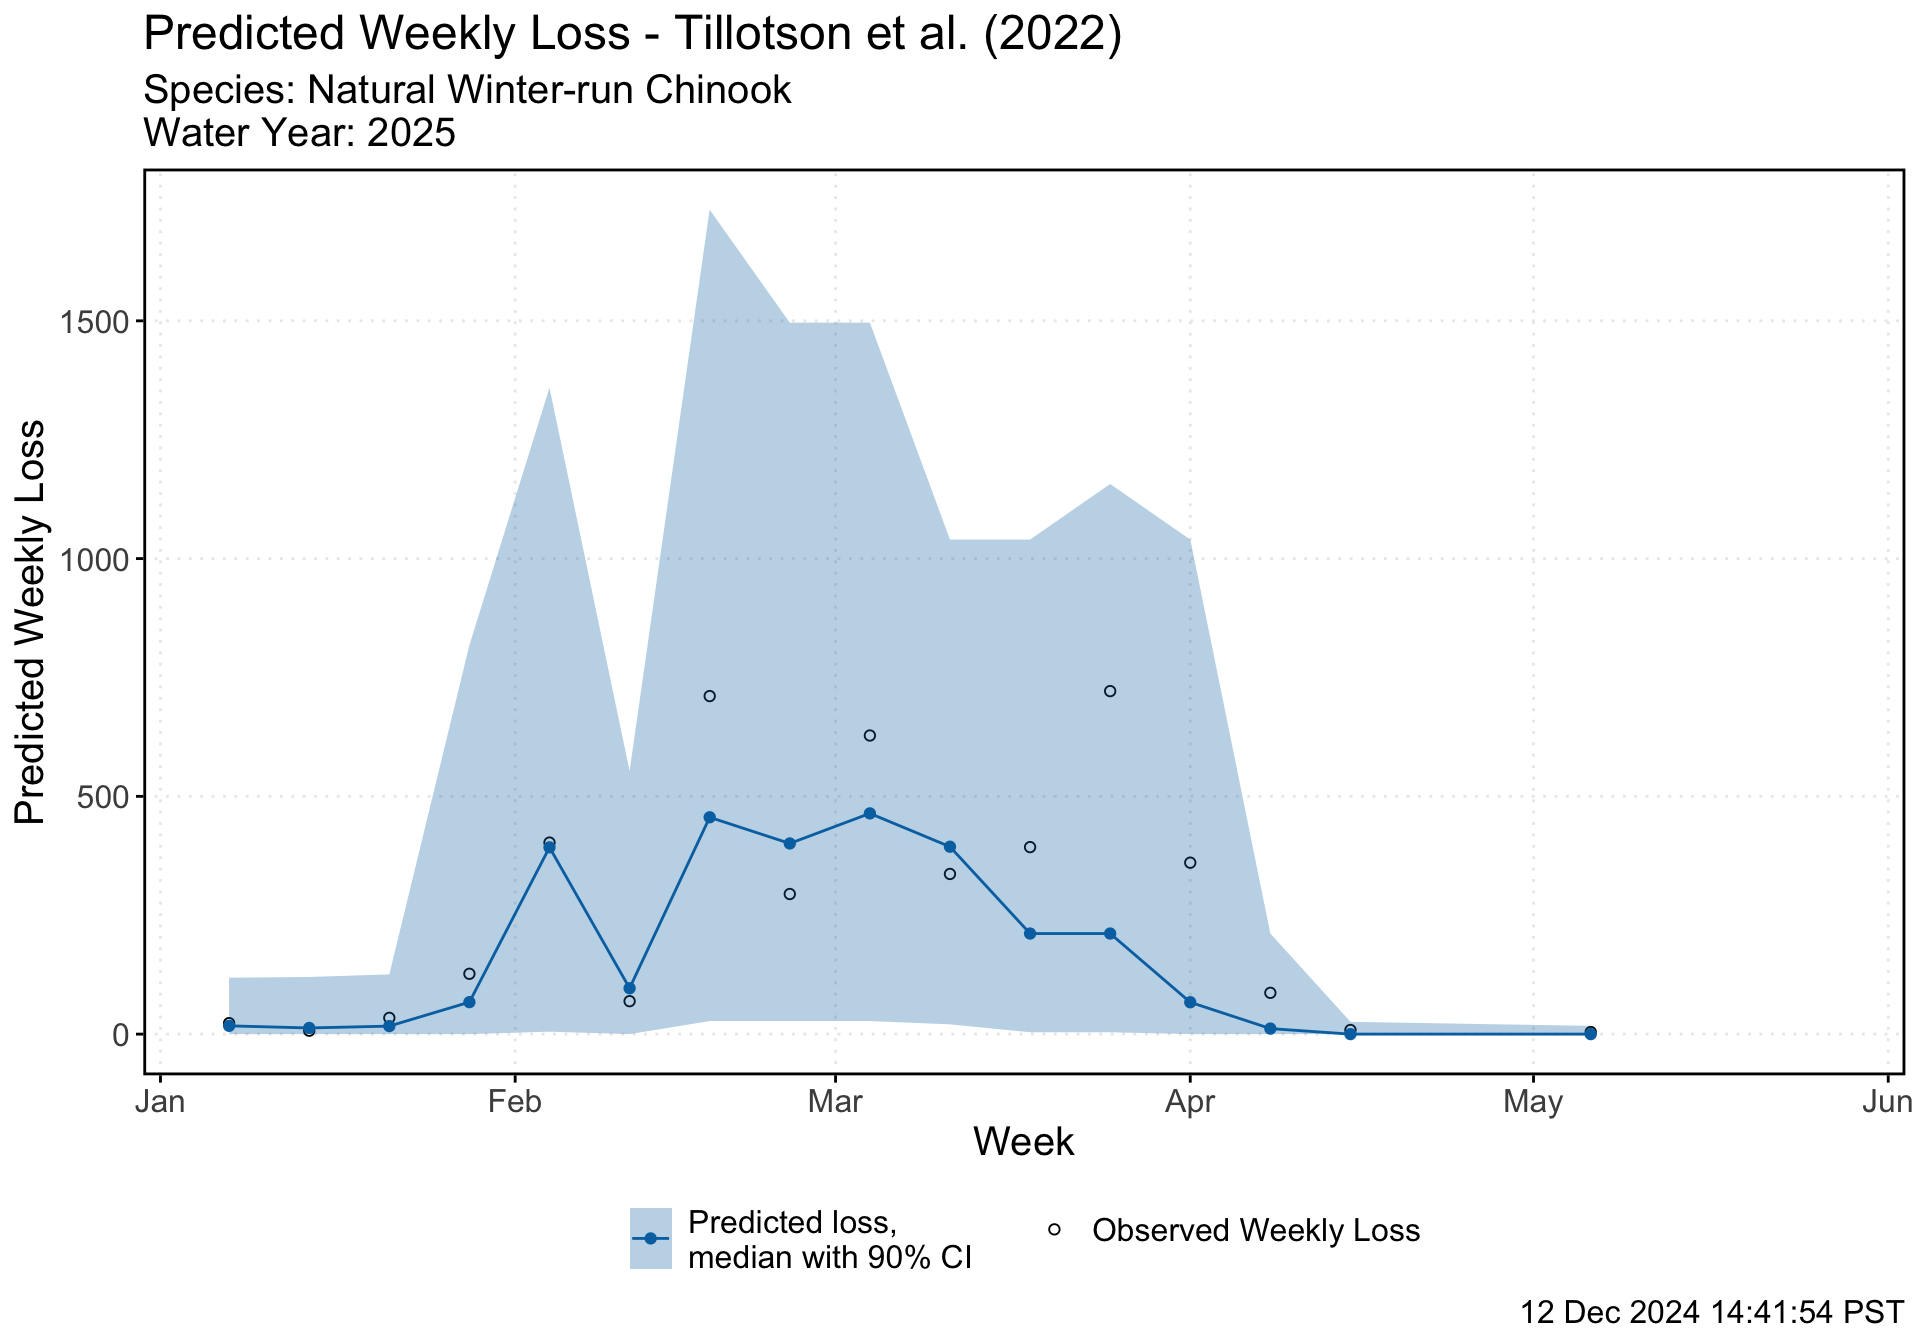 Predicted Weekly Loss - Tillotson et al. (2022)
Species: Natural Winter-run Chinook
Water Year: 2025
Predicted Weekly Loss
1500
1000
500
0
Jan Feb Mar Apr May Jun
Week
Predicted loss,
median with 90% CI
Observed Weekly Loss
12 Dec 2024 14:41:54 PST